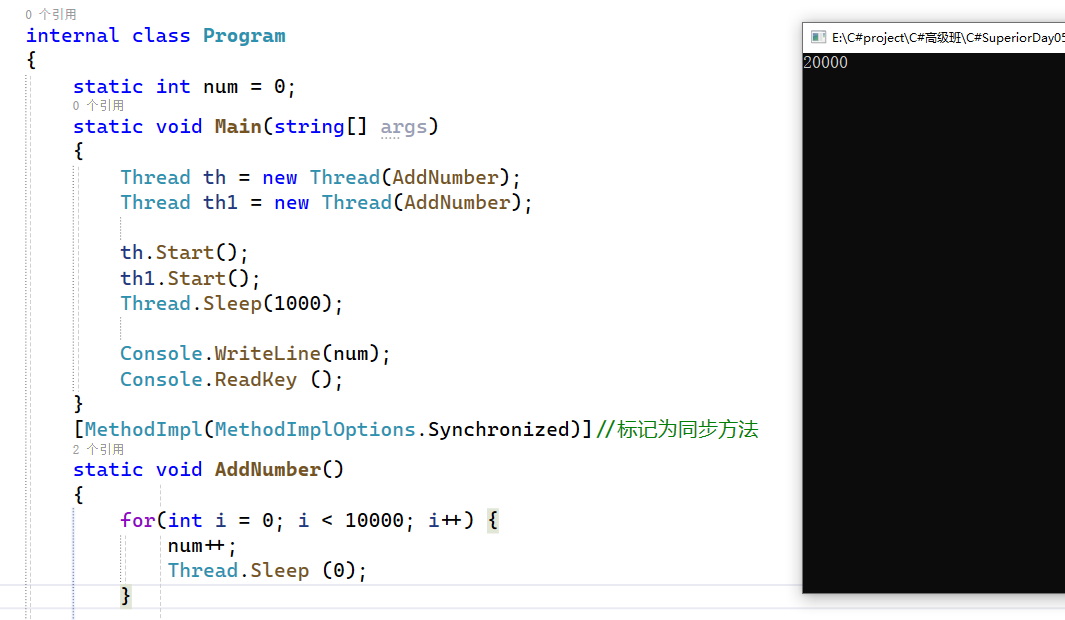 0 个引用
internal class Program
{
static int num = 0;
0 个引用
static void Main(string[] args)
{
Thread th = new Thread(AddNumber);
Thread th1 = new Thread(AddNumber);
th.Start();
th1.Start();
Thread.Sleep(1000);
Console.WriteLine(num);
Console.ReadKey ();
}
[MethodImpl(MethodImplOptions.Synchronized)]//标记为同步方法
2 个引用
static void AddNumber()
{
for(int i = 0; i < 10000; i++) {
num++;
Thread.Sleep (0);
}
E:\C#project\C#高级班\C#SuperiorDay05
20000